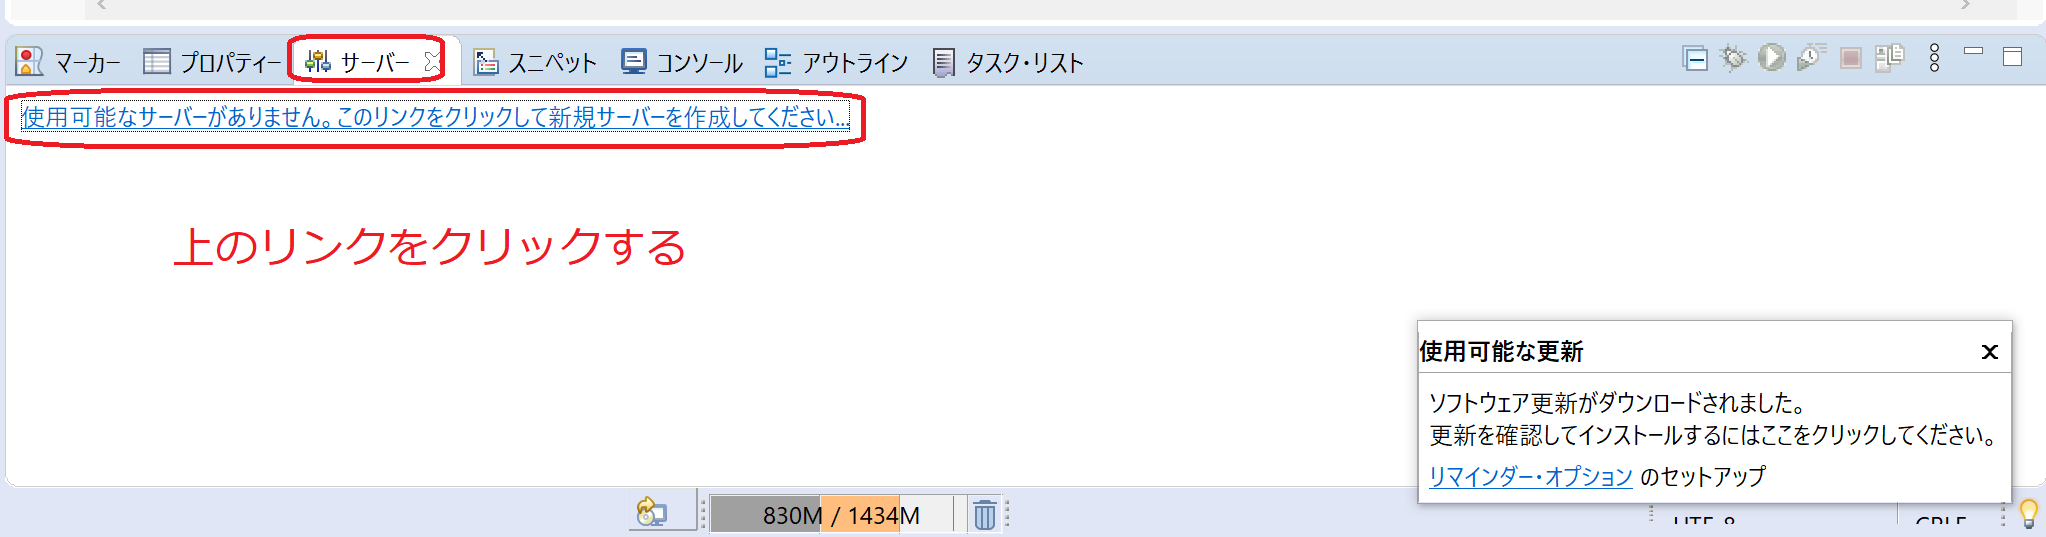 マーカー プロパティー サーバー スニペット コンソール アウトライン タスク・リスト
使用可能なサーバーがありません。このリンクをクリックして新規サーバーを作成してください...
上のリンクをクリックする
使用可能な更新
ソフトウェア更新がダウンロードされました。
更新を確認してインストールするにはここをクリックしてください。
リマインダー・オプション のセットアップ
830M / 1434M
UTF-8 CRLF